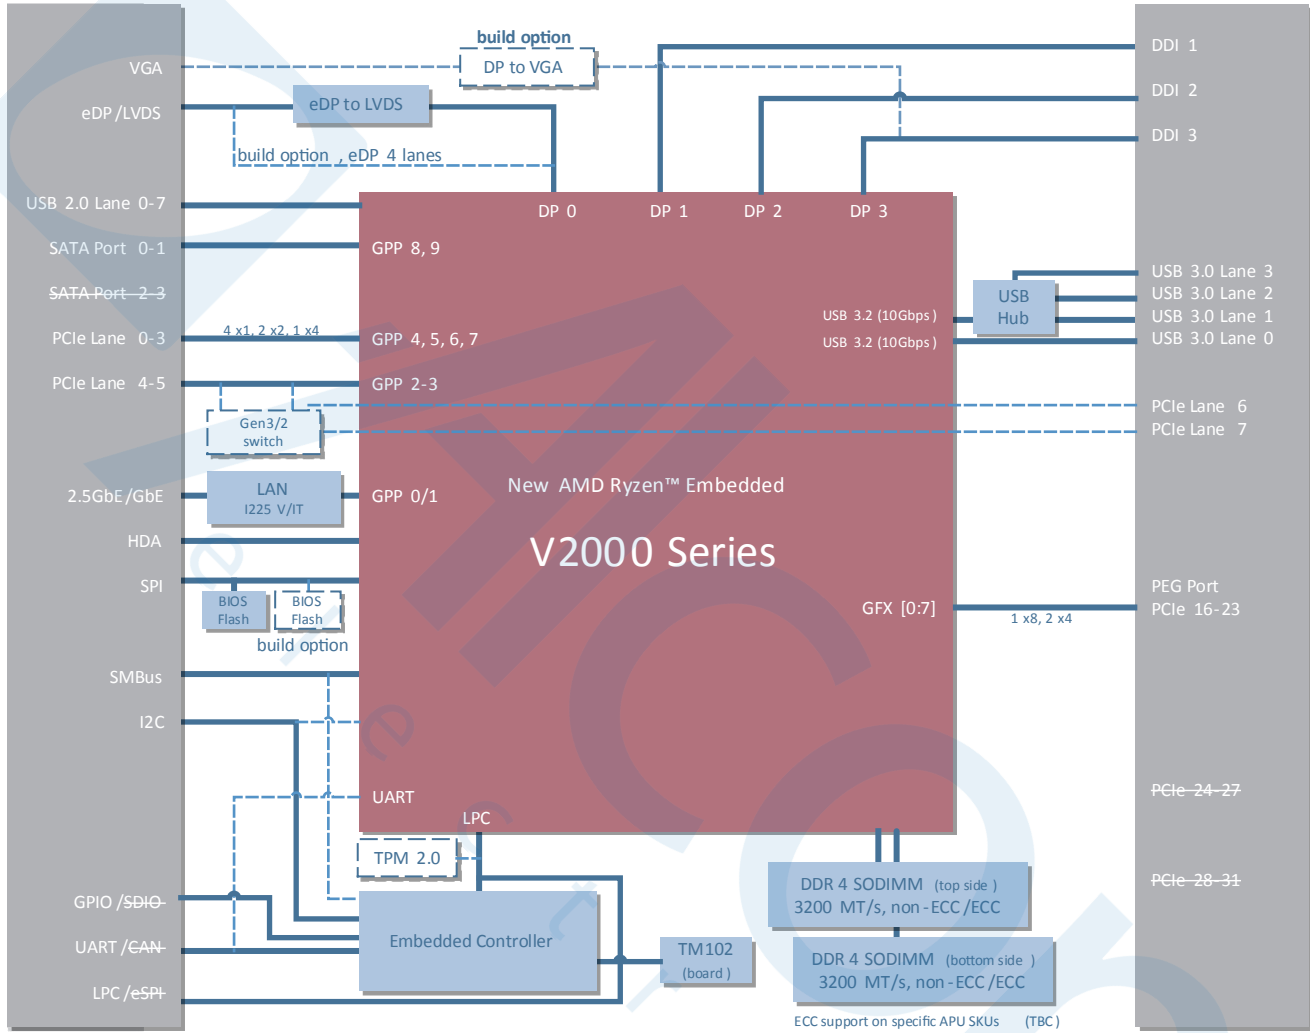 build option
VGA
DP to VGA
DDI 1
DDI 2
DDI 3
eDP/LVDS
eDP to LVDS
build option , eDP 4 lanes
USB 2.0 Lane 0-7
DP 0
DP 1
DP 2
DP 3
SATA Port 0-1
GPP 8, 9
SATA Port 2-3
USB 3.0 Lane 3
USB 3.0 Lane 2
USB 3.0 Lane 1
USB 3.0 Lane 0
USB
Hub
USB 3.2 (10Gbps )
USB 3.2 (10Gbps )
PCIe Lane 0-3
4 x1, 2 x2, 1 x4
GPP 4, 5, 6, 7
PCIe Lane 4-5
GPP 2-3
Gen3/2
switch
PCIe Lane 6
PCIe Lane 7
2.5GbE/GbE
LAN
I225 V/IT
GPP 0/1
New AMD Ryzen™ Embedded
V2000 Series
HDA
SPI
BIOS
Flash
BIOS
Flash
build option
GFX [0:7]
1 x8, 2 x4
PEG Port
PCIe 16-23
SMBus
I2C
UART
LPC
TPM 2.0
PCIe 24-27
PCIe 28-31
GPIO /SDIO
UART /CAN
LPC/eSPI
Embedded Controller
TM102
(board )
DDR 4 SODIMM (top side )
3200 MT/s, non-ECC/ECC
DDR 4 SODIMM (bottom side )
3200 MT/s, non-ECC/ECC
ECC support on specific APU SKUs (TBC )